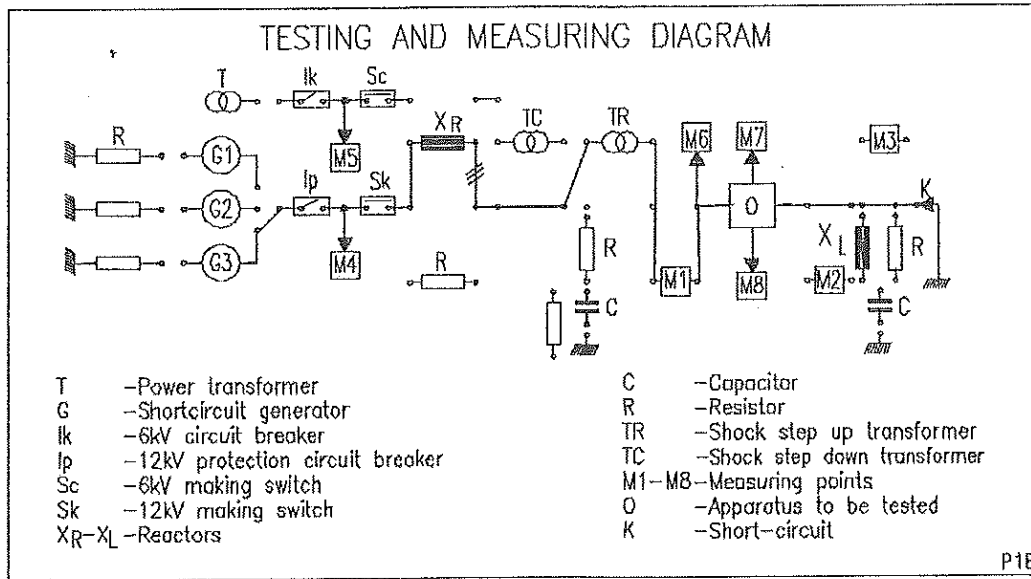 TESTING AND MEASURING DIAGRAM
T Ik Sc
XR TC TR
M5 M6 M7 M3
R G1
Ip Sk K
G2 O
R XL R
G3 M4 R M1 M8 M2
C C
T -Power transformer
G -Shortcircuit generator
Ik -6kV circuit breaker
Ip -12kV protection circuit breaker
Sc -6kV making switch
Sk -12kV making switch
XR-XL-Reactors
C -Capacitor
R -Resistor
TR -Shock step up transformer
TC -Shock step down transformer
M1-M8-Measuring points
O -Apparatus to be tested
K -Short-circuit